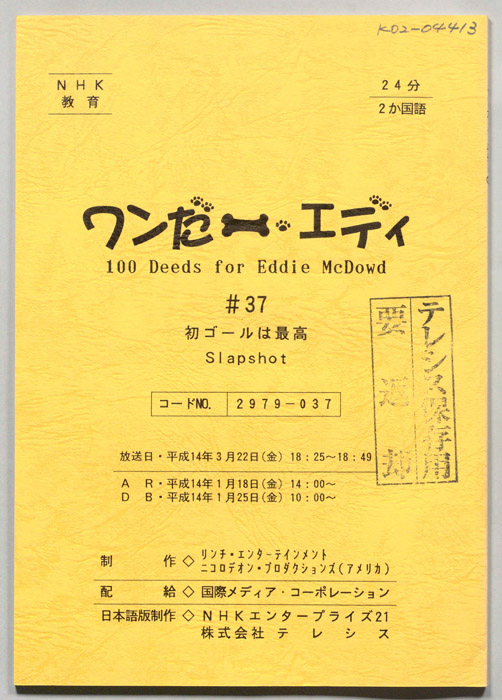 K02-04413
NHK
教育
24分
2か国語
ワンだー・エディ
100 Deeds for Eddie McDowd
#37
初ゴールは最高
Slapshot
コードNO. 2979-037
テレシス保存用
要返却
放送日・平成14年3月22日(金) 18:25～18:49
AR・平成14年1月18日(金) 14:00～
DB・平成14年1月25日(金) 10:00～
制作◇リンチ・エンターテインメント
ニコロデオン・プロダクションズ(アメリカ)
配給◇国際メディア・コーポレーション
日本語版制作◇NHKエンタープライズ21
株式会社テレシス